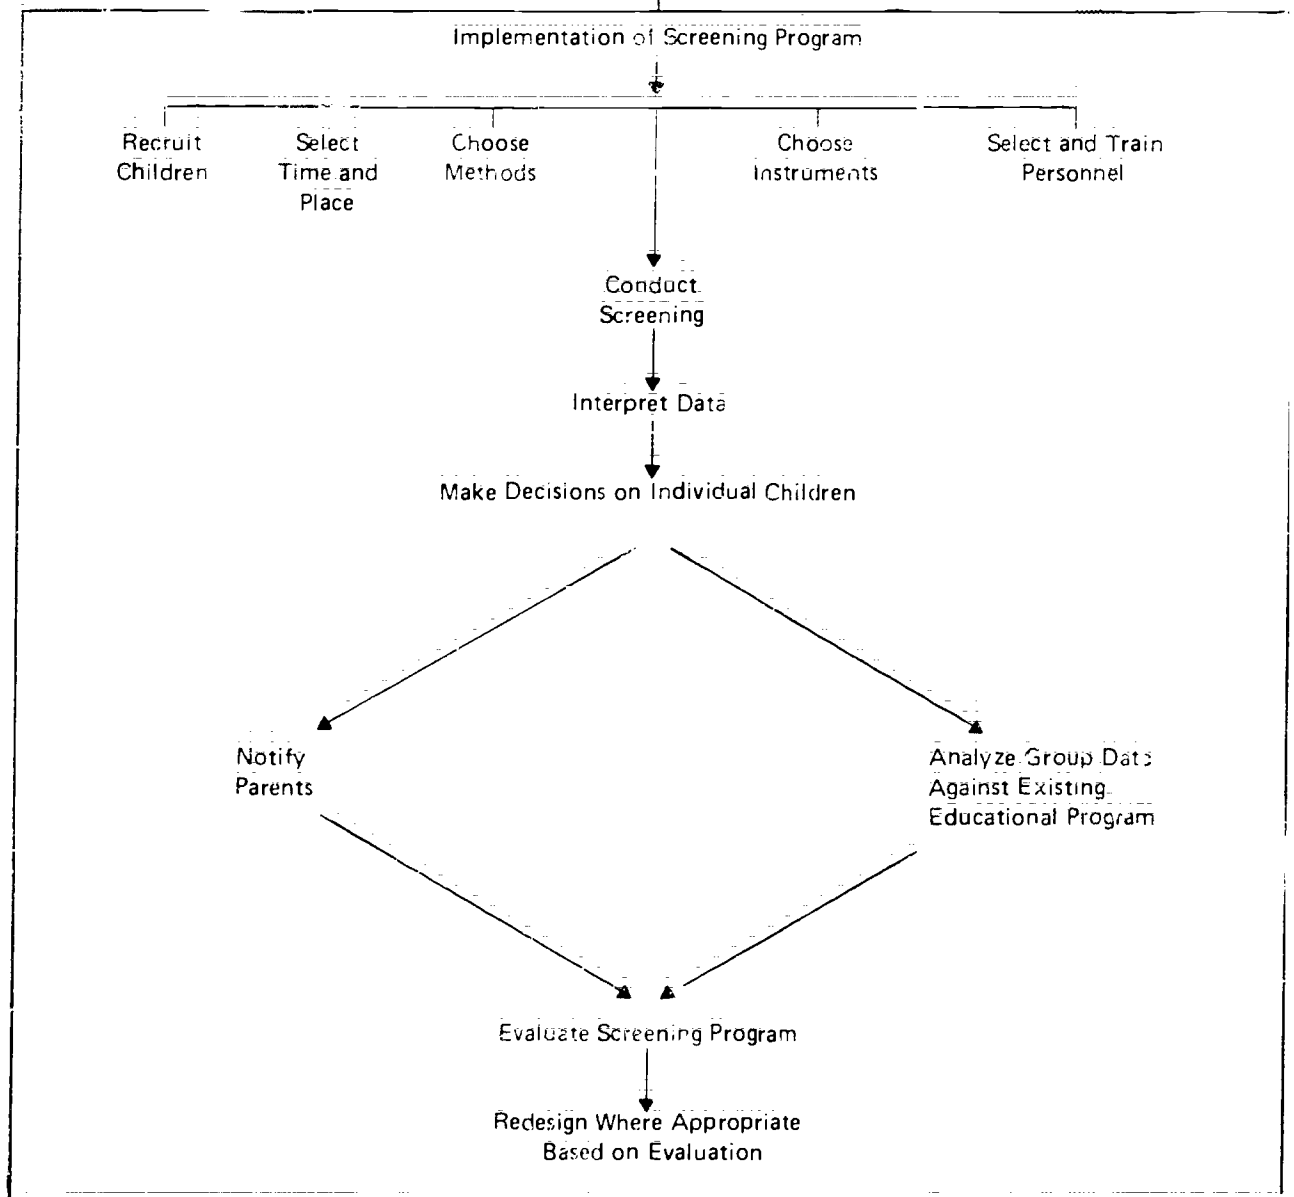 Implementation of Screening Program
Recruit
Children
Select
Time and
Place
Choose
Methods
Choose
Instruments
Select and Train
Personnel
Conduct
Screening
Interpret Data
Make Decisions on Individual Children
Notify
Parents
Analyze Group Data
Against Existing
Educational Program
Evaluate Screening Program
Redesign Where Appropriate
Based on Evaluation